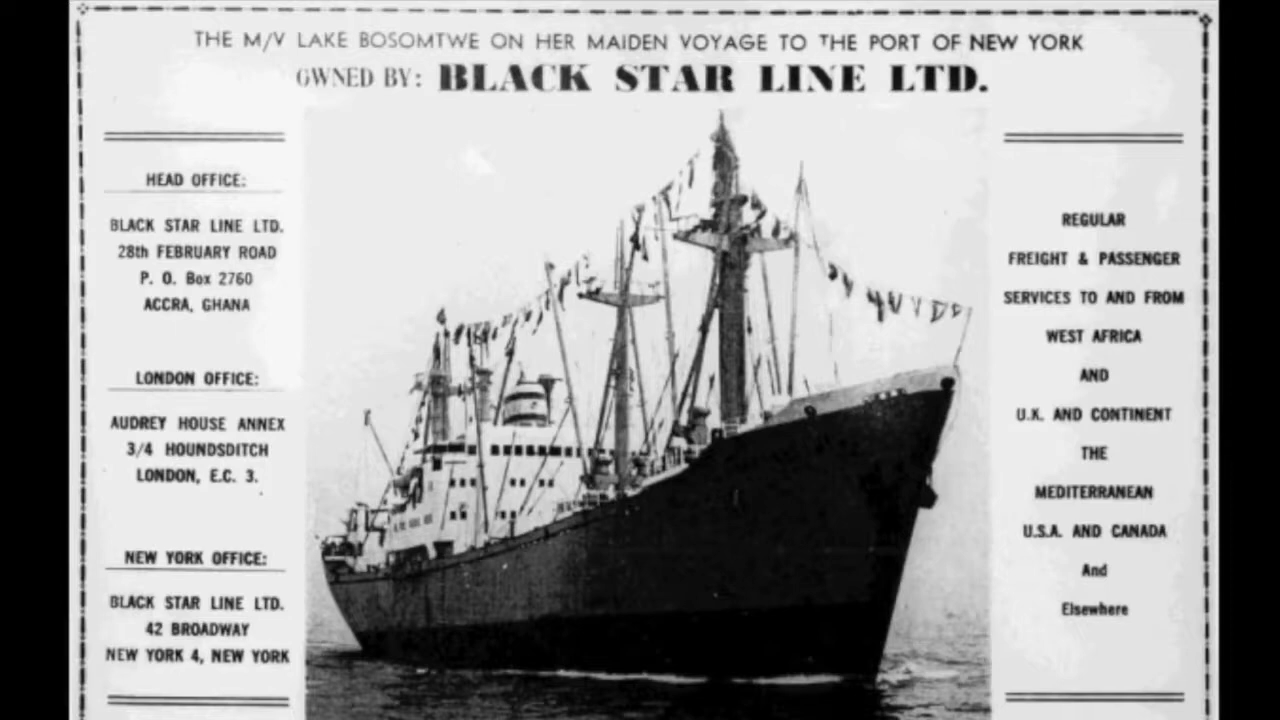 THE M/V LAKE BOSOMTWE ON HER MAIDEN VOYAGE TO THE PORT OF NEW YORK
OWNED BY: BLACK STAR LINE LTD.
HEAD OFFICE:
BLACK STAR LINE LTD.
28th FEBRUARY ROAD
P. O. Box 2760
ACCRA, GHANA
LONDON OFFICE:
AUDREY HOUSE ANNEX
3/4 HOUNDSDITCH
LONDON, E.C. 3.
NEW YORK OFFICE:
BLACK STAR LINE LTD.
42 BROADWAY
NEW YORK 4, NEW YORK
REGULAR
FREIGHT & PASSENGER
SERVICES TO AND FROM
WEST AFRICA
AND
U.K. AND CONTINENT
THE
MEDITERRANEAN
U.S.A. AND CANADA
And
Elsewhere